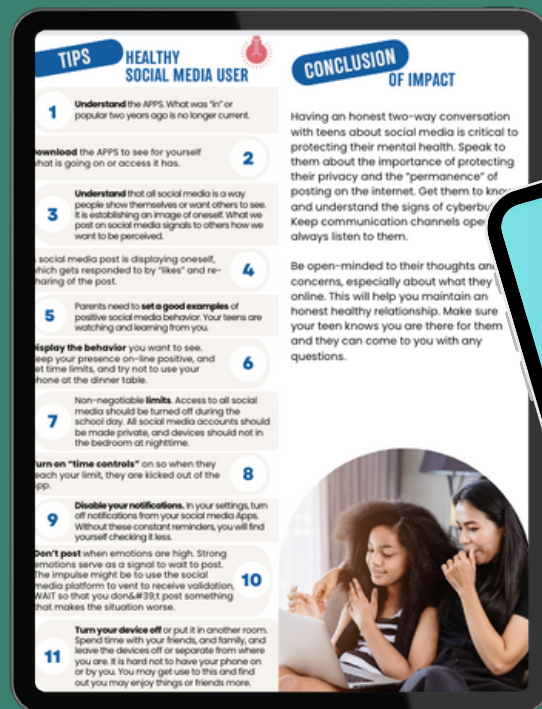 TIPS
HEALTHY
SOCIAL MEDIA USER
1
Understand the APPS. What was "in" or
popular two years ago is no longer current.
ownload the APPS to see for yourself
hat is going on or access it has.
2
3
Understand that all social media is a way
people show themselves or want others to see.
It is establishing an image of oneself. What we
post on social media signals to others how we
want to be perceived.
social media post is displaying oneself,
hich gets responded to by "likes" and re-
haring of the post.
4
5
Parents need to set a good examples of
positive social media behavior. Your teens are
watching and learning from you.
isplay the behavior you want to see.
eep your presence on-line positive, and
et time limits, and try not to use your
hone at the dinner table.
6
7
Non-negotiable limits. Access to all social
media should be turned off during the
school day. All social media accounts should
be made private, and devices should not in
the bedroom at nighttime.
urn on "time controls" on so when they
each your limit, they are kicked out of the
pp.
8
9
Disable your notifications. In your settings, turn
off notifications from your social media Apps.
Without these constant reminders, you will find
yourself checking it less.
Don't post when emotions are high. Strong
emotions serve as a signal to wait to post.
The impulse might be to use the social
media platform to vent to receive validation,
WAIT so that you don&#39;t post something
that makes the situation worse.
10
11
Turn your device off or put it in another room.
Spend time with your friends, and family, and
leave the devices off or separate from where
you are. It is hard not to have your phone on
or by you. You may get use to this and find
out you may enjoy things or friends more.
CONCLUSION
OF IMPACT
Having an honest two-way conversation
with teens about social media is critical to
protecting their mental health. Speak to
them about the importance of protecting
their privacy and the "permanence" of
posting on the internet. Get them to know
and understand the signs of cyberbu
Keep communication channels ope
always listen to them.
Be open-minded to their thoughts and
concerns, especially about what they
online. This will help you maintain an
honest healthy relationship. Make sure
your teen knows you are there for them
and they can come to you with any
questions.